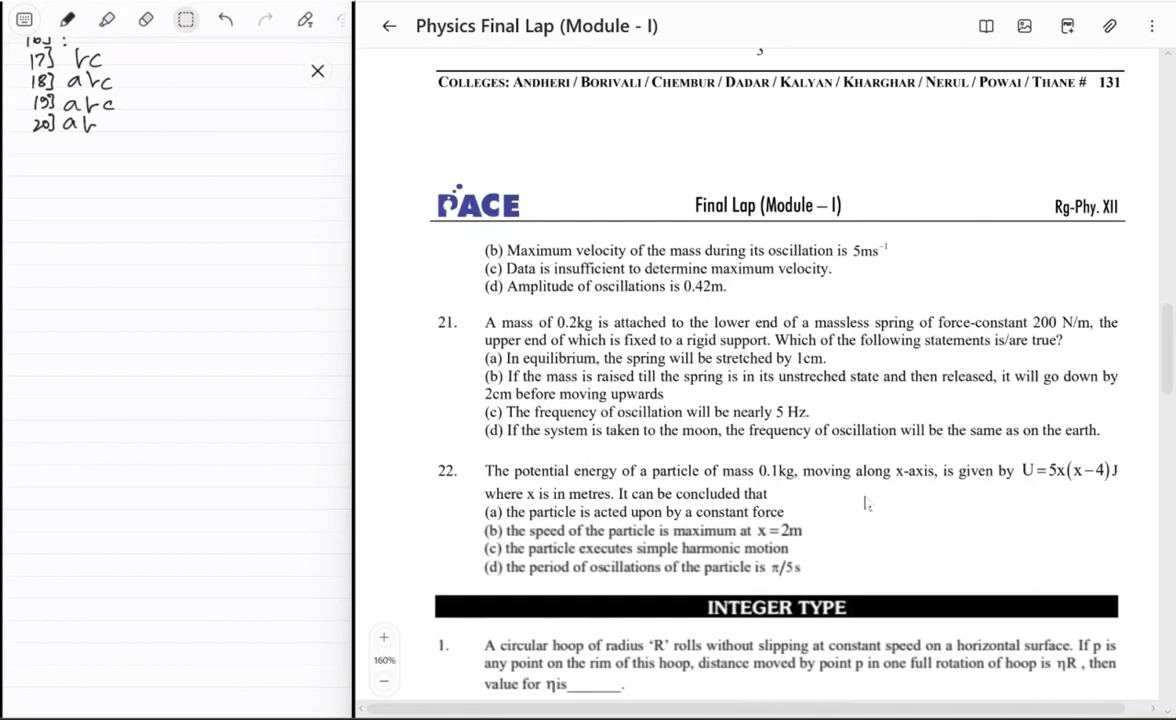 16] :
17] bc
18] abc
19] abc
20] ab
Physics Final Lap (Module - I)
COLLEGES: ANDHERI / BORIVALI / CHEMBUR / DADAR / KALYAN / KHARGHAR / NERUL / POWAI / THANE # 131
PACE
Final Lap (Module – I)
Rg-Phy. XII
(b) Maximum velocity of the mass during its oscillation is 5ms⁻¹
(c) Data is insufficient to determine maximum velocity.
(d) Amplitude of oscillations is 0.42m.
21. A mass of 0.2kg is attached to the lower end of a massless spring of force-constant 200 N/m, the
upper end of which is fixed to a rigid support. Which of the following statements is/are true?
(a) In equilibrium, the spring will be stretched by 1cm.
(b) If the mass is raised till the spring is in its unstreched state and then released, it will go down by
2cm before moving upwards
(c) The frequency of oscillation will be nearly 5 Hz.
(d) If the system is taken to the moon, the frequency of oscillation will be the same as on the earth.
22. The potential energy of a particle of mass 0.1kg, moving along x-axis, is given by U=5x(x−4)J
where x is in metres. It can be concluded that
(a) the particle is acted upon by a constant force
(b) the speed of the particle is maximum at x=2m
(c) the particle executes simple harmonic motion
(d) the period of oscillations of the particle is π/5s
INTEGER TYPE
1. A circular hoop of radius ‘R’ rolls without slipping at constant speed on a horizontal surface. If p is
any point on the rim of this hoop, distance moved by point p in one full rotation of hoop is ηR , then
value for ηis______.
160%